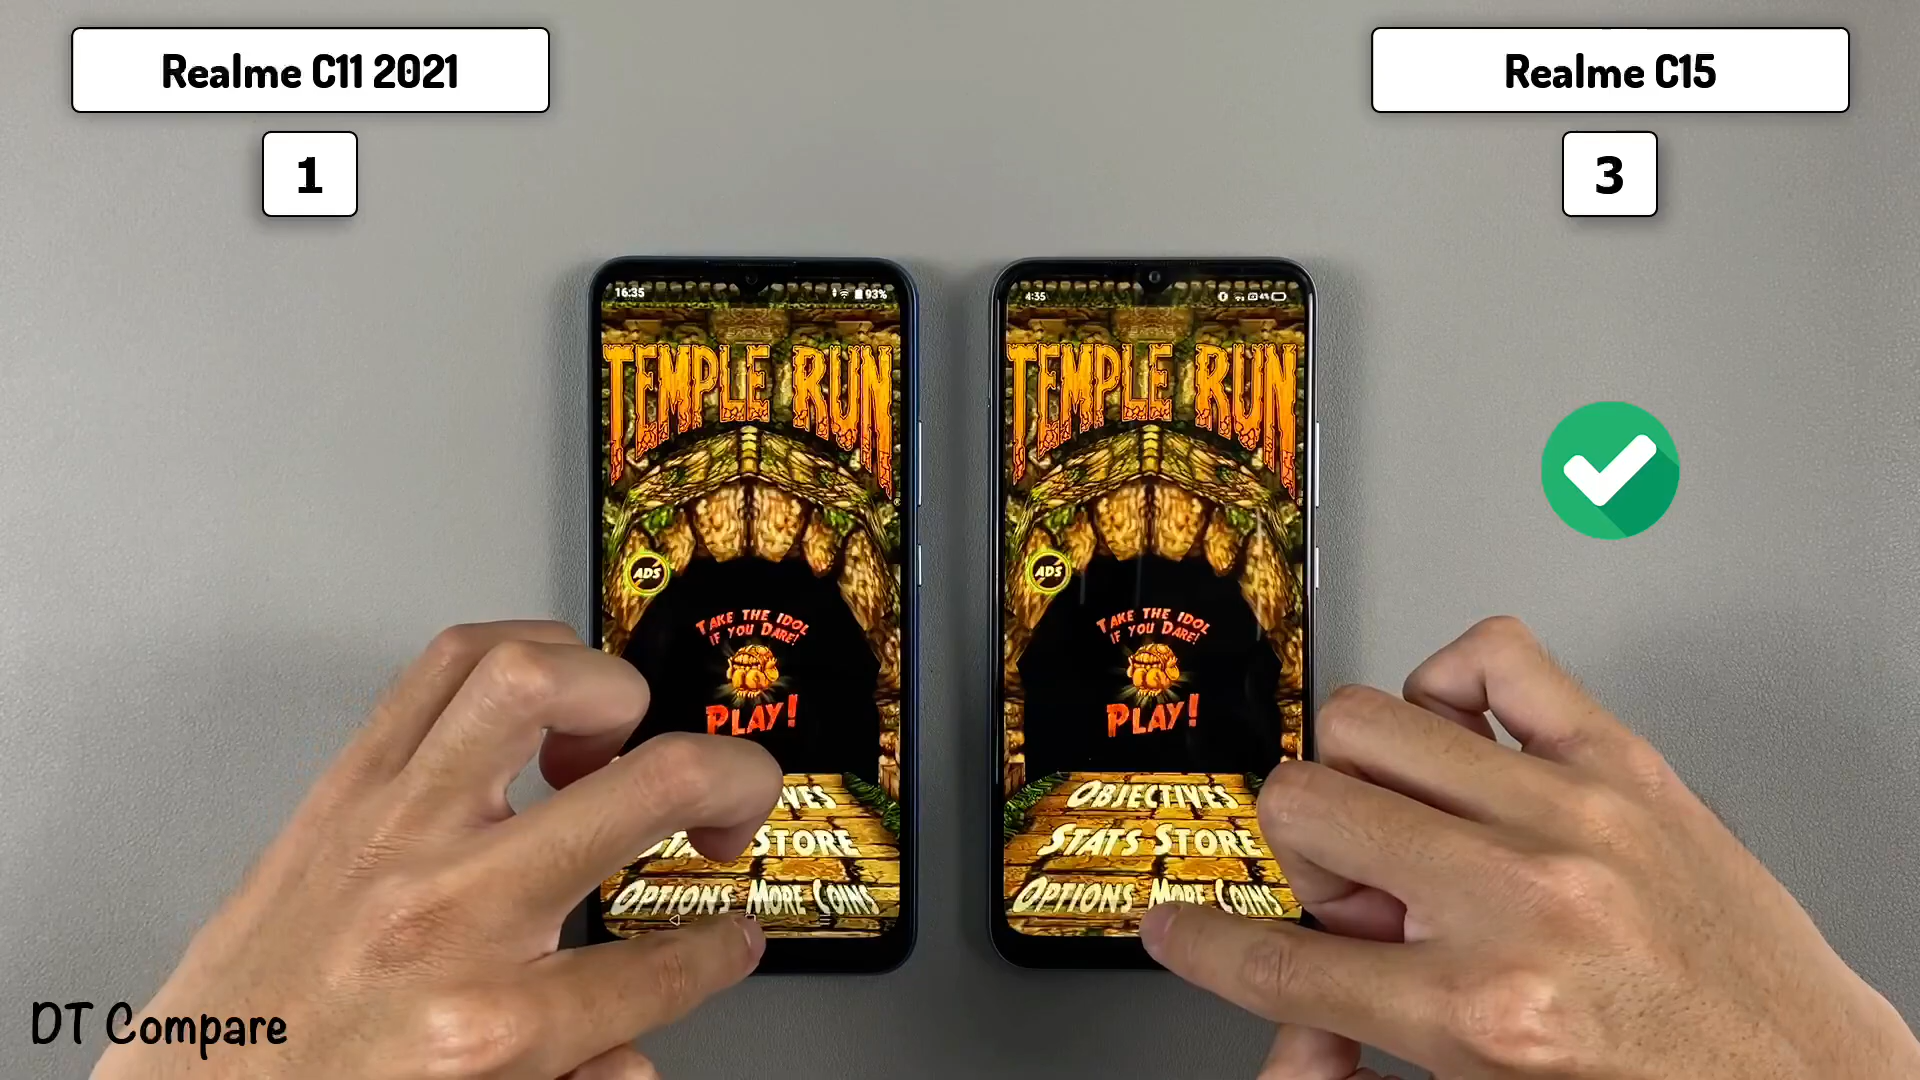 Realme C11 2021
1
Realme C15
3
16:35
93%
TEMPLE RUN
ADS
TAKE THE IDOL
IF YOU DARE!
PLAY!
STORE
OPTIONS MORE COINS
4:35
4%
TEMPLE RUN
ADS
TAKE THE IDOL
IF YOU DARE!
PLAY!
OBJECTIVES
STATS STORE
OPTIONS MORE COINS
DT Compare